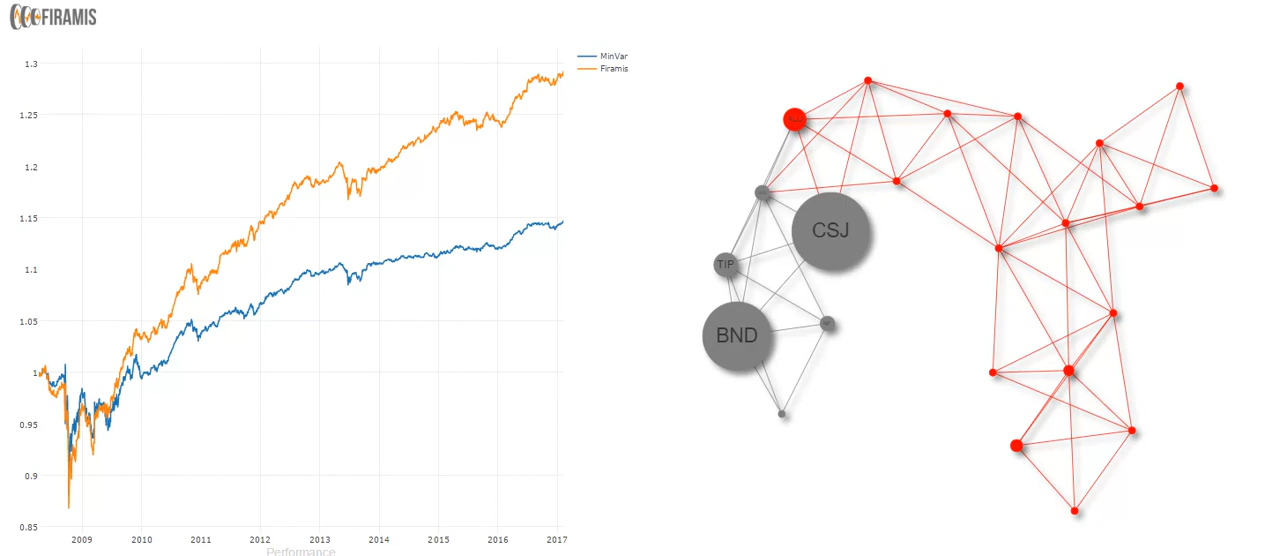 FIRAMIS
MinVar
Firamis
1.3
1.25
1.2
1.15
1.1
1.05
1
0.95
0.9
0.85
2009
2010
2011
2012
2013
2014
2015
2016
2017
Performance
CSJ
TIP
BND